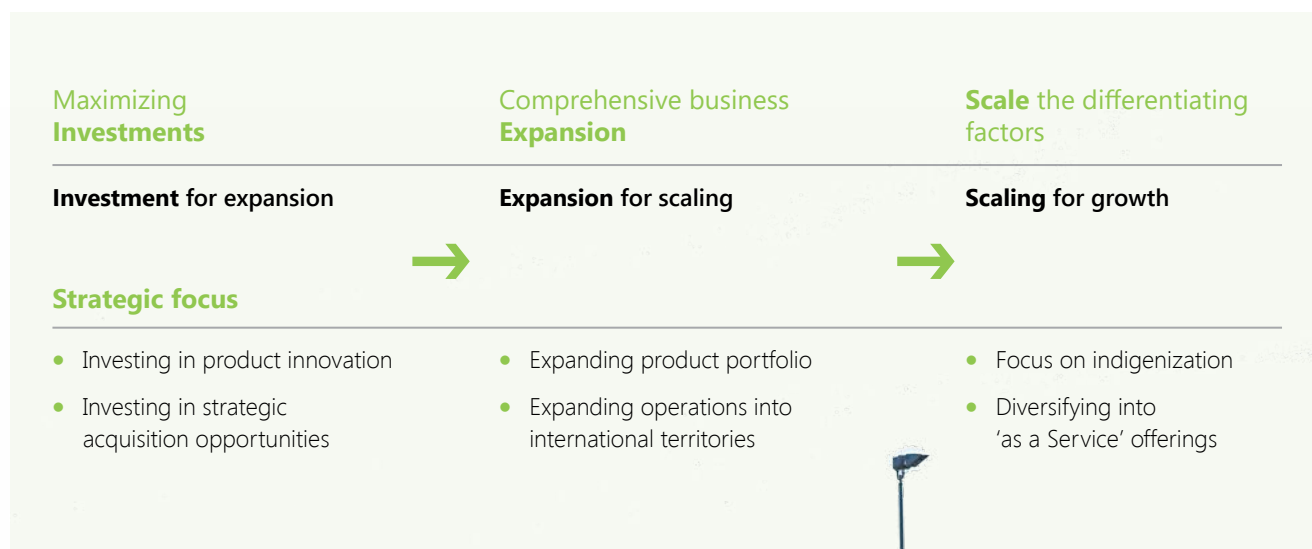 Maximizing
Investments
Comprehensive business
Expansion
Scale the differentiating
factors
Investment for expansion
Expansion for scaling
Scaling for growth
Strategic focus
• Investing in product innovation
• Investing in strategic
acquisition opportunities
• Expanding product portfolio
• Expanding operations into
international territories
• Focus on indigenization
• Diversifying into
‘as a Service’ offerings